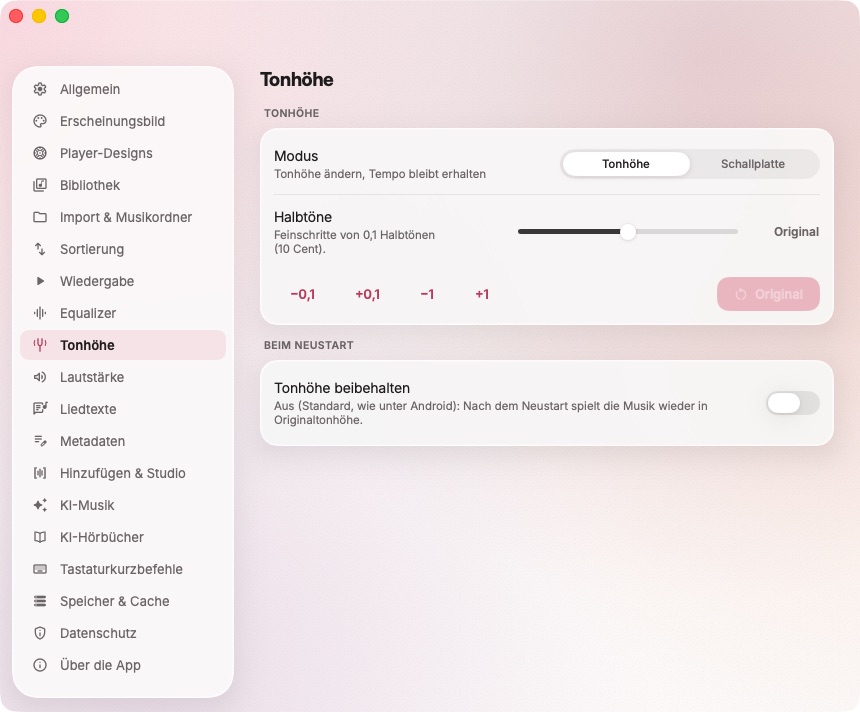 Allgemein
Erscheinungsbild
Player-Designs
Bibliothek
Import & Musikordner
Sortierung
Wiedergabe
Equalizer
Tonhöhe
Lautstärke
Liedtexte
Metadaten
Hinzufügen & Studio
KI-Musik
KI-Hörbücher
Tastaturkurzbefehle
Speicher & Cache
Datenschutz
Über die App
Tonhöhe
TONHÖHE
Modus
Tonhöhe ändern, Tempo bleibt erhalten
Tonhöhe
Schallplatte
Halbtöne
Feinschritte von 0,1 Halbtönen
(10 Cent).
Original
−0,1
+0,1
−1
+1
Original
BEIM NEUSTART
Tonhöhe beibehalten
Aus (Standard, wie unter Android): Nach dem Neustart spielt die Musik wieder in
Originaltonhöhe.